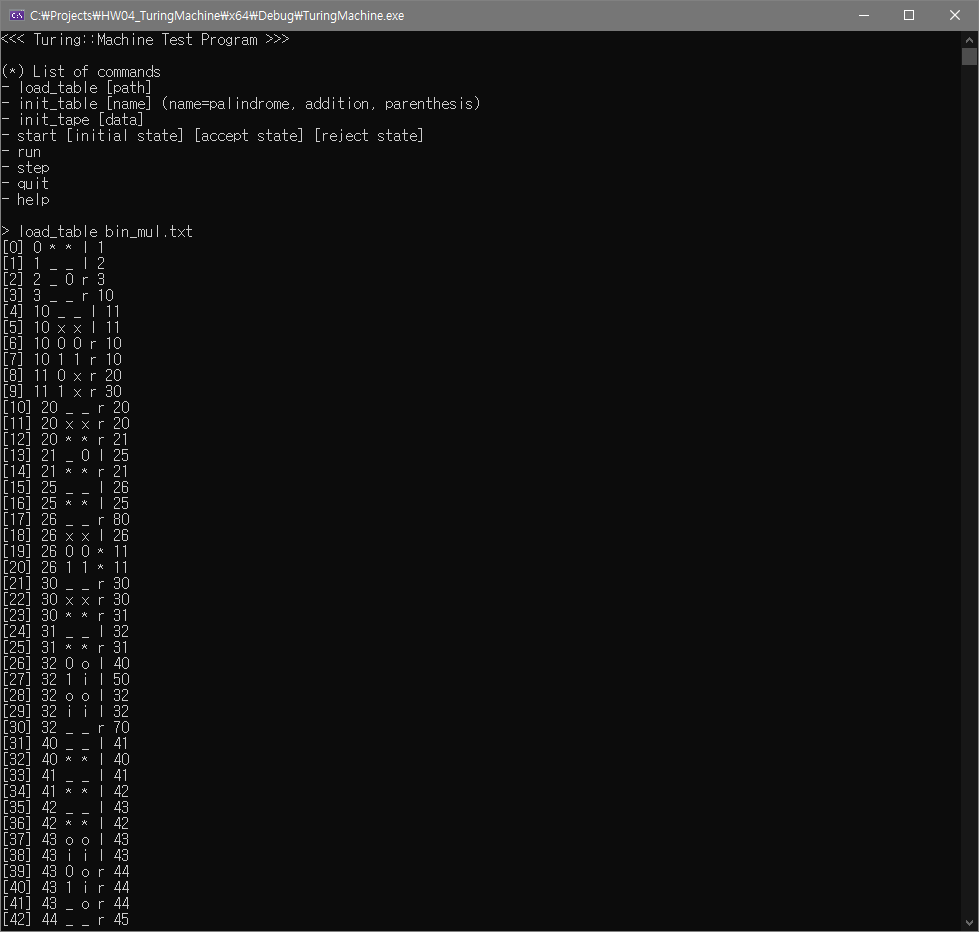 C:₩Projects₩HW04_TuringMachine₩x64₩Debug₩TuringMachine.exe
<<< Turing::Machine Test Program >>>
(*) List of commands
- load_table [path]
- init_table [name] (name=palindrome, addition, parenthesis)
- init_tape [data]
- start [initial state] [accept state] [reject state]
- run
- step
- quit
- help
> load_table bin_mul.txt
[0] 0 * * l 1
[1] 1 _ _ l 2
[2] 2 _ 0 r 3
[3] 3 _ _ r 10
[4] 10 _ _ l 11
[5] 10 x x l 11
[6] 10 0 0 r 10
[7] 10 1 1 r 10
[8] 11 0 x r 20
[9] 11 1 x r 30
[10] 20 _ _ r 20
[11] 20 x x r 20
[12] 20 * * r 21
[13] 21 _ 0 l 25
[14] 21 * * r 21
[15] 25 _ _ l 26
[16] 25 * * l 25
[17] 26 _ _ r 80
[18] 26 x x l 26
[19] 26 0 0 * 11
[20] 26 1 1 * 11
[21] 30 _ _ r 30
[22] 30 x x r 30
[23] 30 * * r 31
[24] 31 _ _ l 32
[25] 31 * * r 31
[26] 32 0 o l 40
[27] 32 1 i l 50
[28] 32 o o l 32
[29] 32 i i l 32
[30] 32 _ _ r 70
[31] 40 _ _ l 41
[32] 40 * * l 40
[33] 41 _ _ l 41
[34] 41 * * l 42
[35] 42 _ _ l 43
[36] 42 * * l 42
[37] 43 o o l 43
[38] 43 i i l 43
[39] 43 0 o r 44
[40] 43 1 i r 44
[41] 43 _ o r 44
[42] 44 _ _ r 45